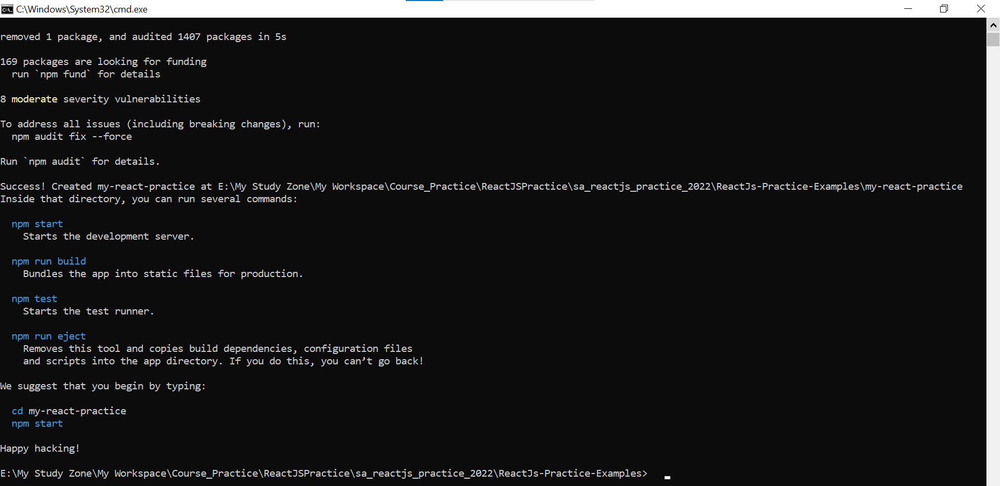 C:\Windows\System32\cmd.exe
removed 1 package, and audited 1407 packages in 5s
169 packages are looking for funding
run `npm fund` for details
8 moderate severity vulnerabilities
To address all issues (including breaking changes), run:
npm audit fix --force
Run `npm audit` for details.
Success! Created my-react-practice at E:\My Study Zone\My Workspace\Course_Practice\ReactJSPractice\sa_reactjs_practice_2022\ReactJs-Practice-Examples\my-react-practice
Inside that directory, you can run several commands:
npm start
Starts the development server.
npm run build
Bundles the app into static files for production.
npm test
Starts the test runner.
npm run eject
Removes this tool and copies build dependencies, configuration files
and scripts into the app directory. If you do this, you can’t go back!
We suggest that you begin by typing:
cd my-react-practice
npm start
Happy hacking!
E:\My Study Zone\My Workspace\Course_Practice\ReactJSPractice\sa_reactjs_practice_2022\ReactJs-Practice-Examples>